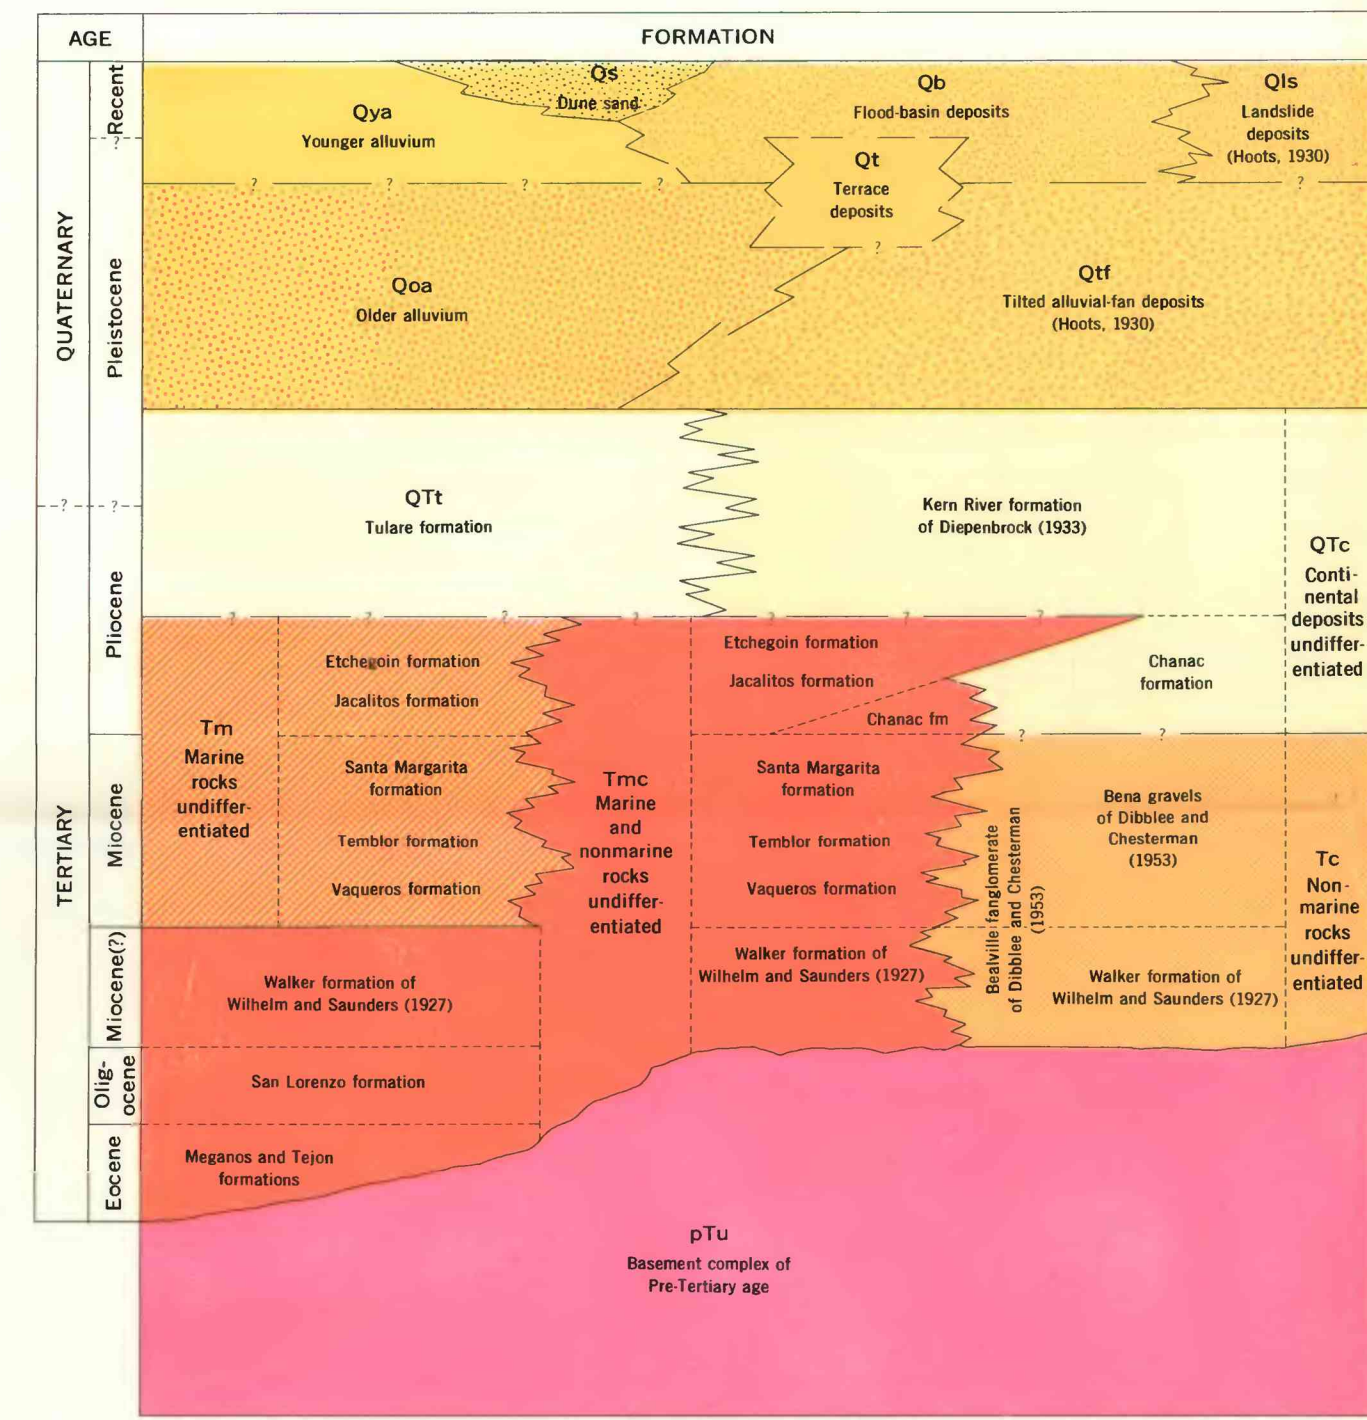 AGE
FORMATION
QUATERNARY
TERTIARY
Recent
?
Pleistocene
?
?
Pliocene
Miocene
Miocene(?)
Olig-
ocene
Eocene
Qya
Younger alluvium
Qs
Dune sand
Qb
Flood-basin deposits
Qls
Landslide
deposits
(Hoots, 1930)
Qt
Terrace
deposits
?
? ? ? ? ? ?
Qoa
Older alluvium
Qtf
Tilted alluvial-fan deposits
(Hoots, 1930)
QTt
Tulare formation
Kern River formation
of Diepenbrock (1933)
QTc
Conti-
nental
deposits
undiffer-
entiated
? ? ? ? ? ? ?
Tm
Marine
rocks
undiffer-
entiated
Etchegoin formation
Jacalitos formation
Santa Margarita
formation
Temblor formation
Vaqueros formation
Tmc
Marine
and
nonmarine
rocks
undiffer-
entiated
Etchegoin formation
Jacalitos formation
Chanac fm
Santa Margarita
formation
Temblor formation
Vaqueros formation
Walker formation of
Wilhelm and Saunders (1927)
Chanac
formation
? ?
Bealville fanglomerate
of Dibblee and Chesterman
(1953)
Bena gravels
of Dibblee and
Chesterman
(1953)
Walker formation of
Wilhelm and Saunders (1927)
Tc
Non-
marine
rocks
undiffer-
entiated
Walker formation of
Wilhelm and Saunders (1927)
San Lorenzo formation
Meganos and Tejon
formations
pTu
Basement complex of
Pre-Tertiary age